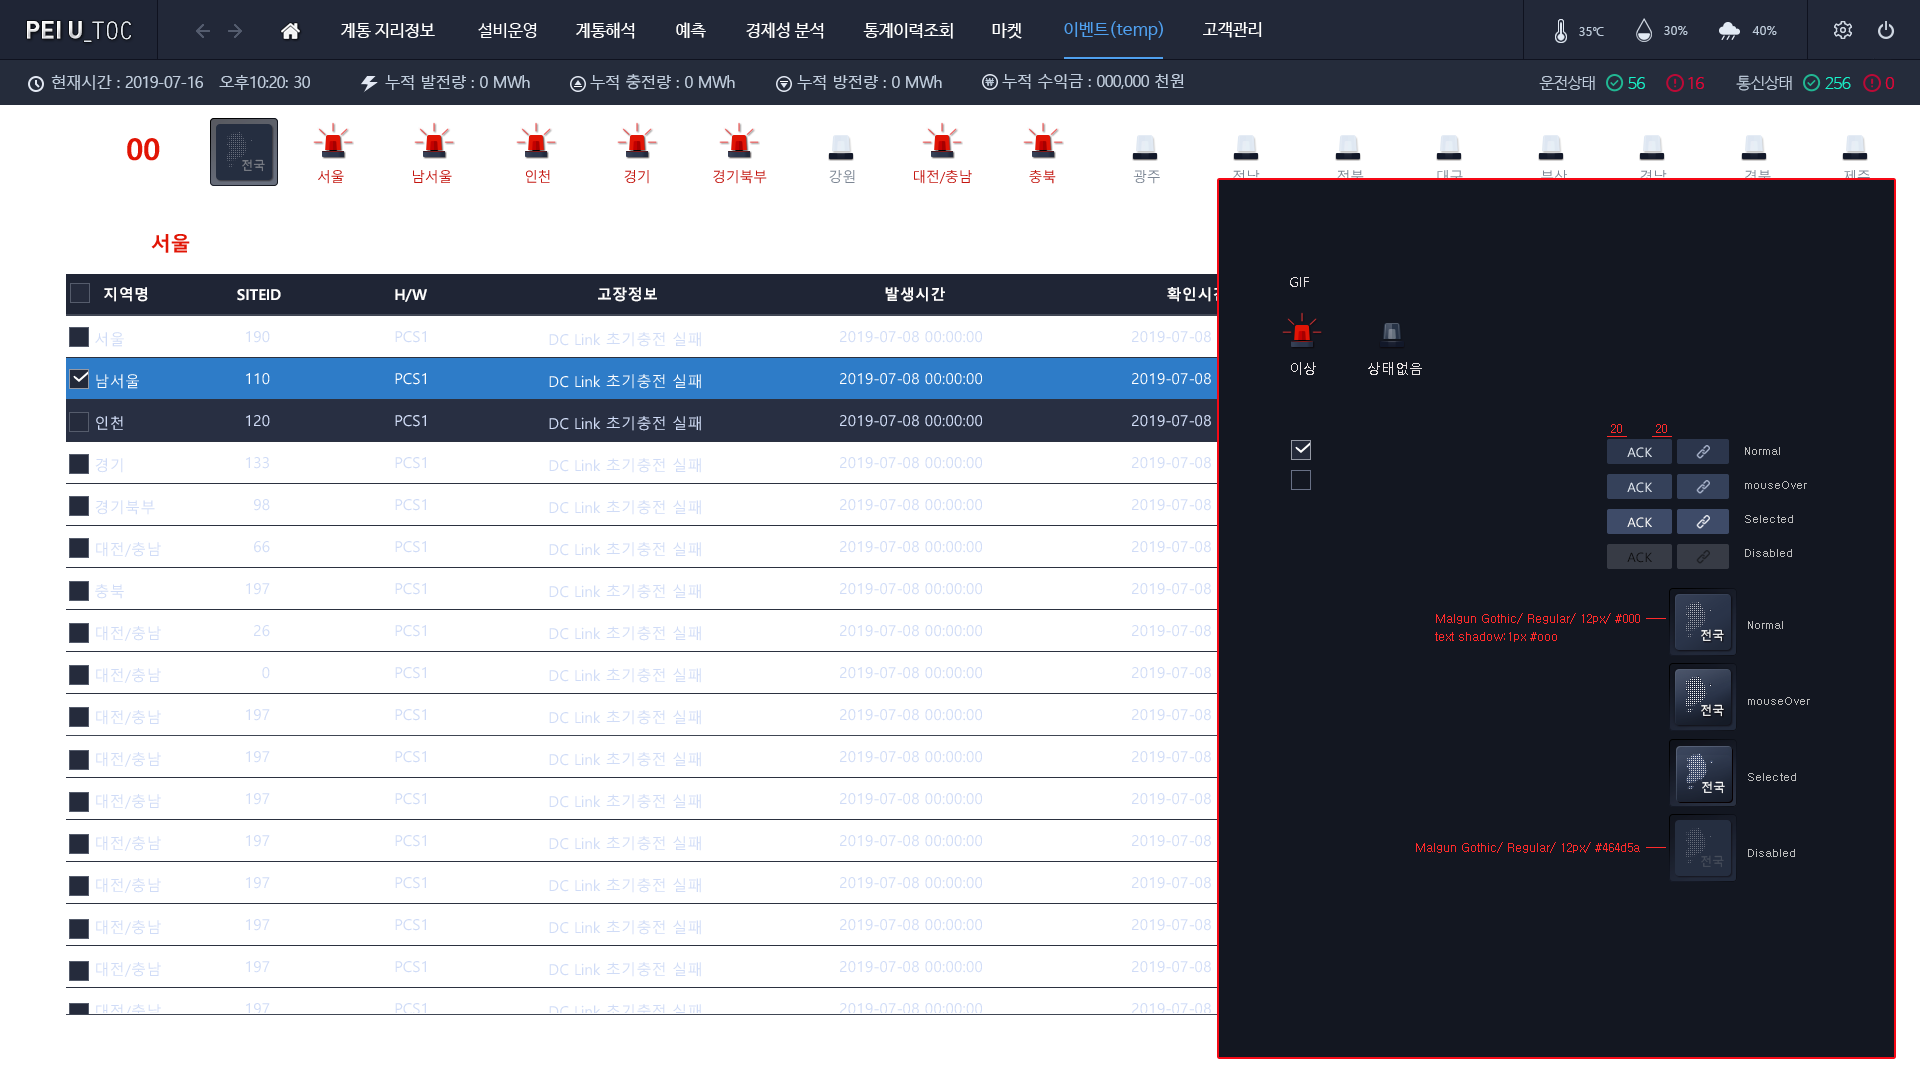 PEI U_TOC
계통 지리정보 설비운영 계통해석 예측 경제성 분석 통계이력조회 마켓 이벤트(temp) 고객관리
35℃ 30% 40%
현재시간 : 2019-07-16 오후10:20: 30 누적 발전량 : 0 MWh 누적 충전량 : 0 MWh 누적 방전량 : 0 MWh 누적 수익금 : 000,000 천원
운전상태 56 16 통신상태 256 0
00 전국 서울 남서울 인천 경기 경기북부 강원 대전/충남 충북 광주 전남 전북 대구 부산 경남 경북 제주
서울
지역명 SITEID H/W 고장정보 발생시간 확인시간
서울 190 PCS1 DC Link 초기충전 실패 2019-07-08 00:00:00 2019-07-08
남서울 110 PCS1 DC Link 초기충전 실패 2019-07-08 00:00:00 2019-07-08
인천 120 PCS1 DC Link 초기충전 실패 2019-07-08 00:00:00 2019-07-08
경기 133 PCS1 DC Link 초기충전 실패 2019-07-08 00:00:00 2019-07-08
경기북부 98 PCS1 DC Link 초기충전 실패 2019-07-08 00:00:00 2019-07-08
대전/충남 66 PCS1 DC Link 초기충전 실패 2019-07-08 00:00:00 2019-07-08
충북 197 PCS1 DC Link 초기충전 실패 2019-07-08 00:00:00 2019-07-08
대전/충남 26 PCS1 DC Link 초기충전 실패 2019-07-08 00:00:00 2019-07-08
대전/충남 0 PCS1 DC Link 초기충전 실패 2019-07-08 00:00:00 2019-07-08
대전/충남 197 PCS1 DC Link 초기충전 실패 2019-07-08 00:00:00 2019-07-08
대전/충남 197 PCS1 DC Link 초기충전 실패 2019-07-08 00:00:00 2019-07-08
대전/충남 197 PCS1 DC Link 초기충전 실패 2019-07-08 00:00:00 2019-07-08
대전/충남 197 PCS1 DC Link 초기충전 실패 2019-07-08 00:00:00 2019-07-08
대전/충남 197 PCS1 DC Link 초기충전 실패 2019-07-08 00:00:00 2019-07-08
대전/충남 197 PCS1 DC Link 초기충전 실패 2019-07-08 00:00:00 2019-07-08
대전/충남 197 PCS1 DC Link 초기충전 실패 2019-07-08 00:00:00 2019-07-08
대전/충남 197 PCS1 DC Link 초기충전 실패 2019-07-08 00:00:00 2019-07-08
GIF
이상 상태없음
20 20
ACK Normal
ACK mouseOver
ACK Selected
ACK Disabled
Malgun Gothic/ Regular/ 12px/ #000
text shadow:1px #ooo
전국 Normal
전국 mouseOver
전국 Selected
Malgun Gothic/ Regular/ 12px/ #464d5a
전국 Disabled